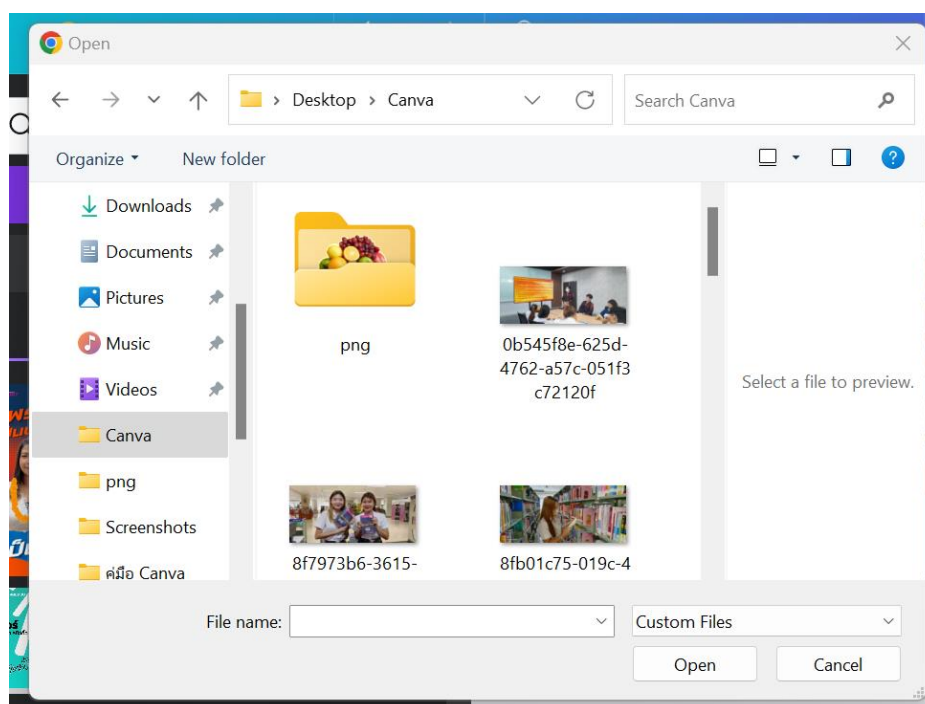 Open
Desktop > Canva
Search Canva
Organize
New folder
Downloads
Documents
Pictures
Music
Videos
Canva
png
Screenshots
คู่มือ Canva
png
0b545f8e-625d-
4762-a57c-051f3
c72120f
8f7973b6-3615-
8fb01c75-019c-4
Select a file to preview.
File name:
Custom Files
Open
Cancel